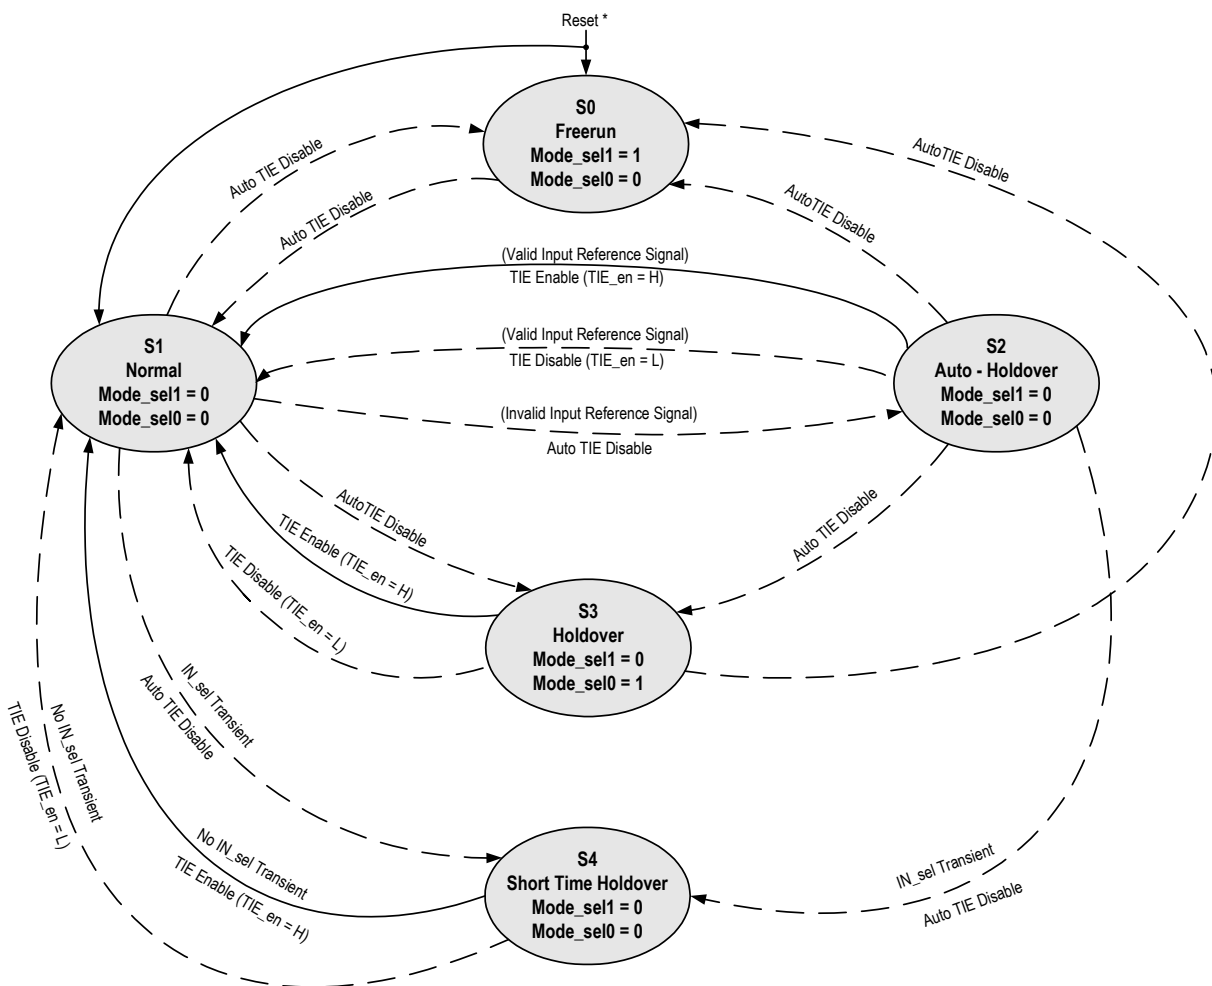 Reset *
S0
Freerun
Mode_sel1 = 1
Mode_sel0 = 0
Auto TIE Disable
Auto TIE Disable
AutoTIE Disable
AutoTIE Disable
(Valid Input Reference Signal)
TIE Enable (TIE_en = H)
S1
Normal
Mode_sel1 = 0
Mode_sel0 = 0
(Valid Input Reference Signal)
TIE Disable (TIE_en = L)
S2
Auto - Holdover
Mode_sel1 = 0
Mode_sel0 = 0
(Invalid Input Reference Signal)
Auto TIE Disable
AutoTIE Disable
TIE Enable (TIE_en = H)
TIE Disable (TIE_en = L)
Auto TIE Disable
S3
Holdover
Mode_sel1 = 0
Mode_sel0 = 1
IN_sel Transient
Auto TIE Disable
No IN_sel Transient
TIE Disable (TIE_en = L)
No IN_sel Transient
TIE Enable (TIE_en = H)
S4
Short Time Holdover
Mode_sel1 = 0
Mode_sel0 = 0
IN_sel Transient
Auto TIE Disable